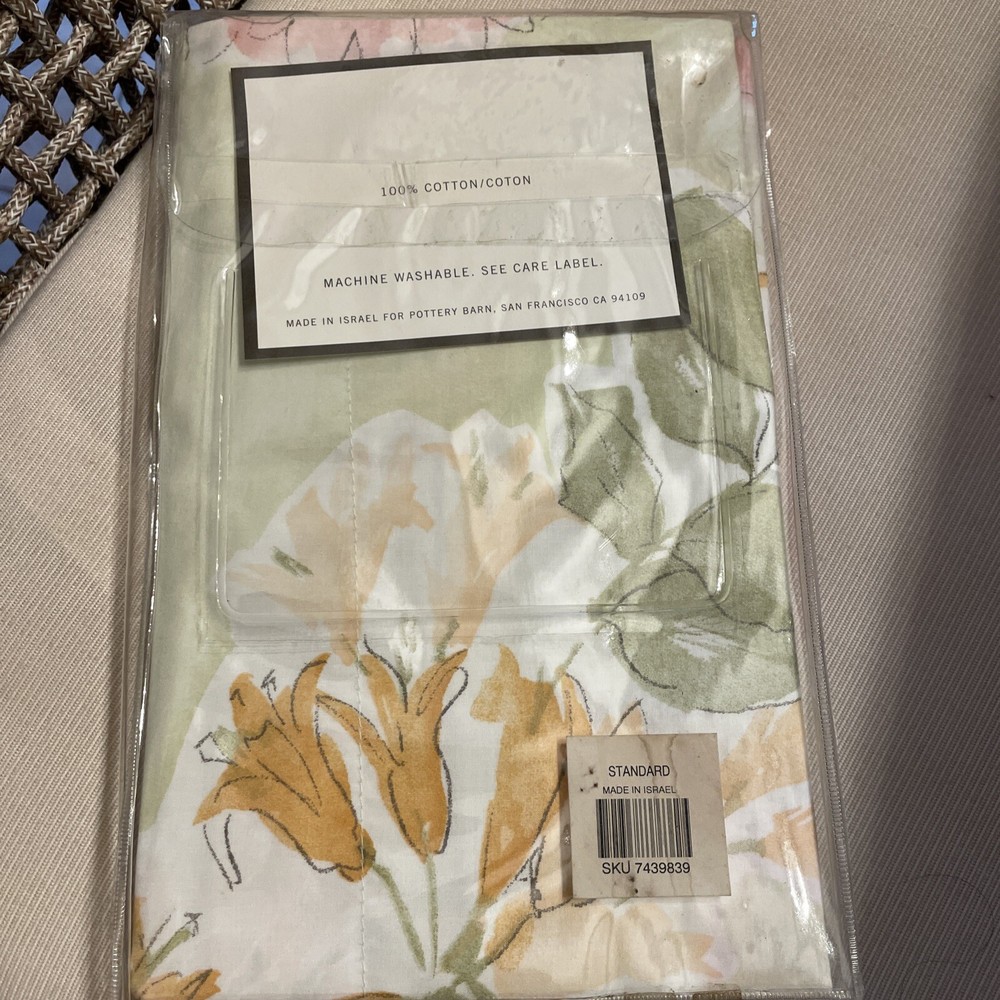 100% COTTON/COTON
MACHINE WASHABLE. SEE CARE LABEL.
MADE IN ISRAEL FOR POTTERY BARN, SAN FRANCISCO CA 94109
STANDARD
MADE IN ISRAEL
SKU 7439839